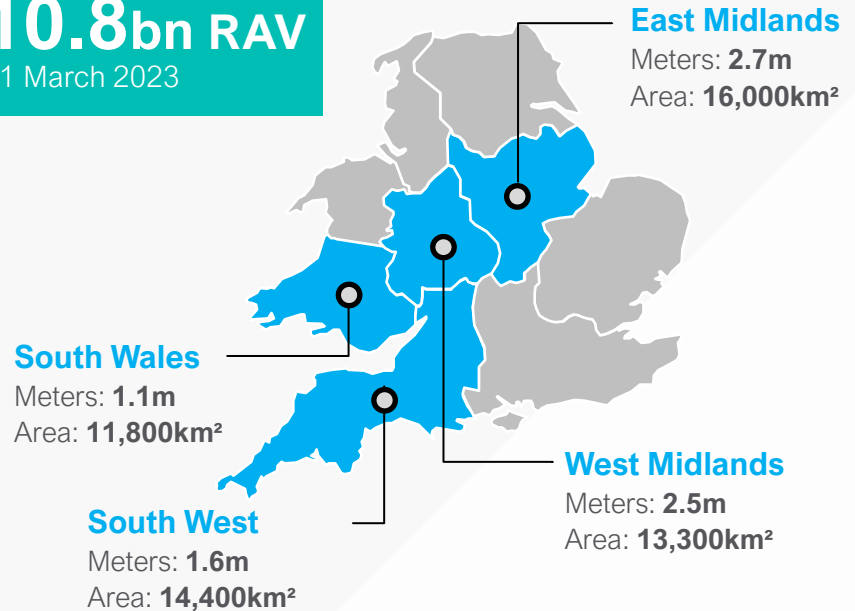 10.8bn RAV
1 March 2023
East Midlands
Meters: 2.7m
Area: 16,000km²
South Wales
Meters: 1.1m
Area: 11,800km²
West Midlands
Meters: 2.5m
Area: 13,300km²
South West
Meters: 1.6m
Area: 14,400km²